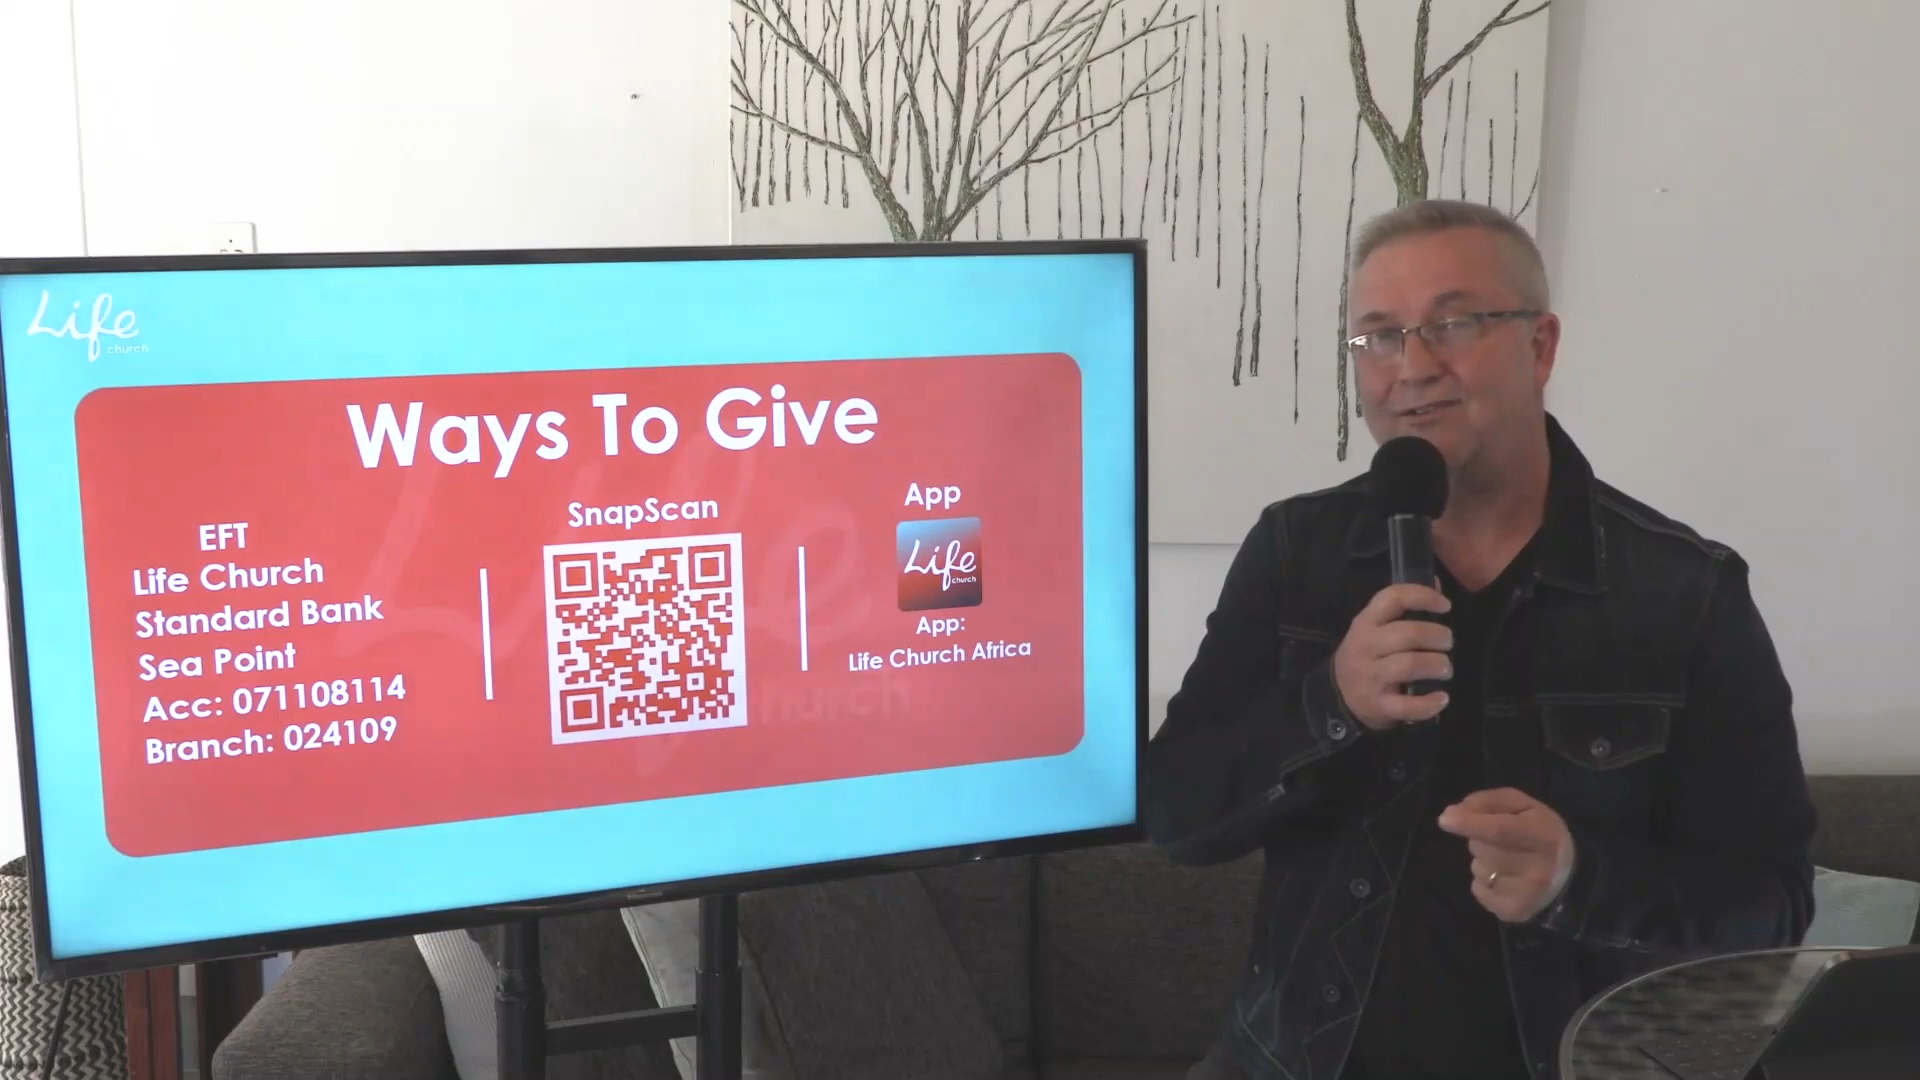 Life
church
Ways To Give
EFT
Life Church
Standard Bank
Sea Point
Acc: 071108114
Branch: 024109
SnapScan
App
Life
church
App:
Life Church Africa